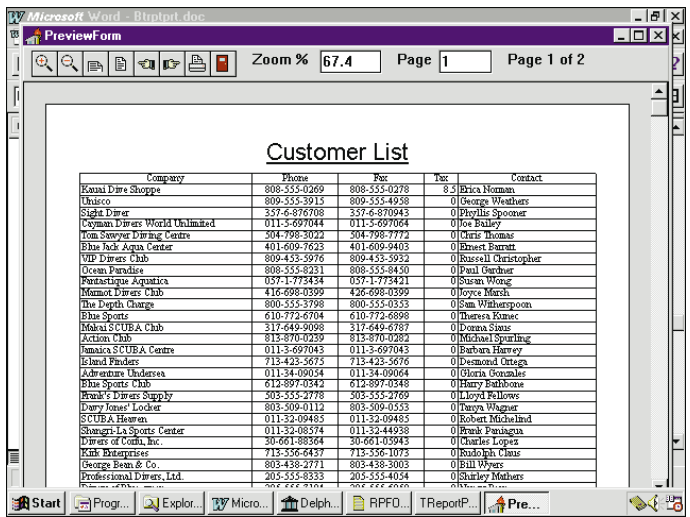 Microsoft Word - Btrptprt.doc
PreviewForm
Zoom % 67.4 Page 1 Page 1 of 2
Customer List
Company Phone Fax Tax Contact
Kauai Dive Shoppe 808-555-0269 808-555-0278 8.5 Erica Norman
Unisco 809-555-3915 809-555-4958 0 George Weathers
Sight Diver 357-6-876708 357-6-870943 0 Phyllis Spooner
Cayman Divers World Unlimited 011-5-697044 011-5-697064 0 Joe Bailey
Tom Sawyer Diving Centre 504-798-3022 504-798-7772 0 Chris Thomas
Blue Jack Aqua Center 401-609-7623 401-609-9403 0 Ernest Barratt
VIP Divers Club 809-453-5976 809-453-5932 0 Russell Christopher
Ocean Paradise 808-555-8231 808-555-8450 0 Paul Gardner
Fantastique Aquatica 057-1-773434 057-1-773421 0 Susan Wong
Marmot Divers Club 416-698-0399 426-698-0399 0 Joyce Marsh
The Depth Charge 800-555-3798 800-555-0353 0 Sam Witherspoon
Blue Sports 610-772-6704 610-772-6898 0 Theresa Kunec
Makai SCUBA Club 317-649-9098 317-649-6787 0 Donna Siaus
Action Club 813-870-0239 813-870-0282 0 Michael Spurling
Jamaica SCUBA Centre 011-3-697043 011-3-697043 0 Barbara Harvey
Island Finders 713-423-5675 713-423-5676 0 Desmond Ortega
Adventure Undersea 011-34-09054 011-34-09064 0 Gloria Gonzales
Blue Sports Club 612-897-0342 612-897-0348 0 Harry Bathbone
Frank's Divers Supply 503-555-2778 503-555-2769 0 Lloyd Fellows
Davy Jones' Locker 803-509-0112 803-509-0553 0 Tanya Wagner
SCUBA Heaven 011-32-09485 011-32-09485 0 Robert Michelind
Shangri-La Sports Center 011-32-08574 011-32-44938 0 Frank Paniagua
Divers of Corfu, Inc. 30-661-88364 30-661-05943 0 Charles Lopez
Kirk Enterprises 713-556-6437 713-556-1073 0 Rudolph Claus
George Bean & Co. 803-438-2771 803-438-3003 0 Bill Wyers
Professional Divers, Ltd. 205-555-8333 205-555-4054 0 Shirley Mathers
Start Progr... Explor... Micro... Delph... RPFO... TReportP... Pre...